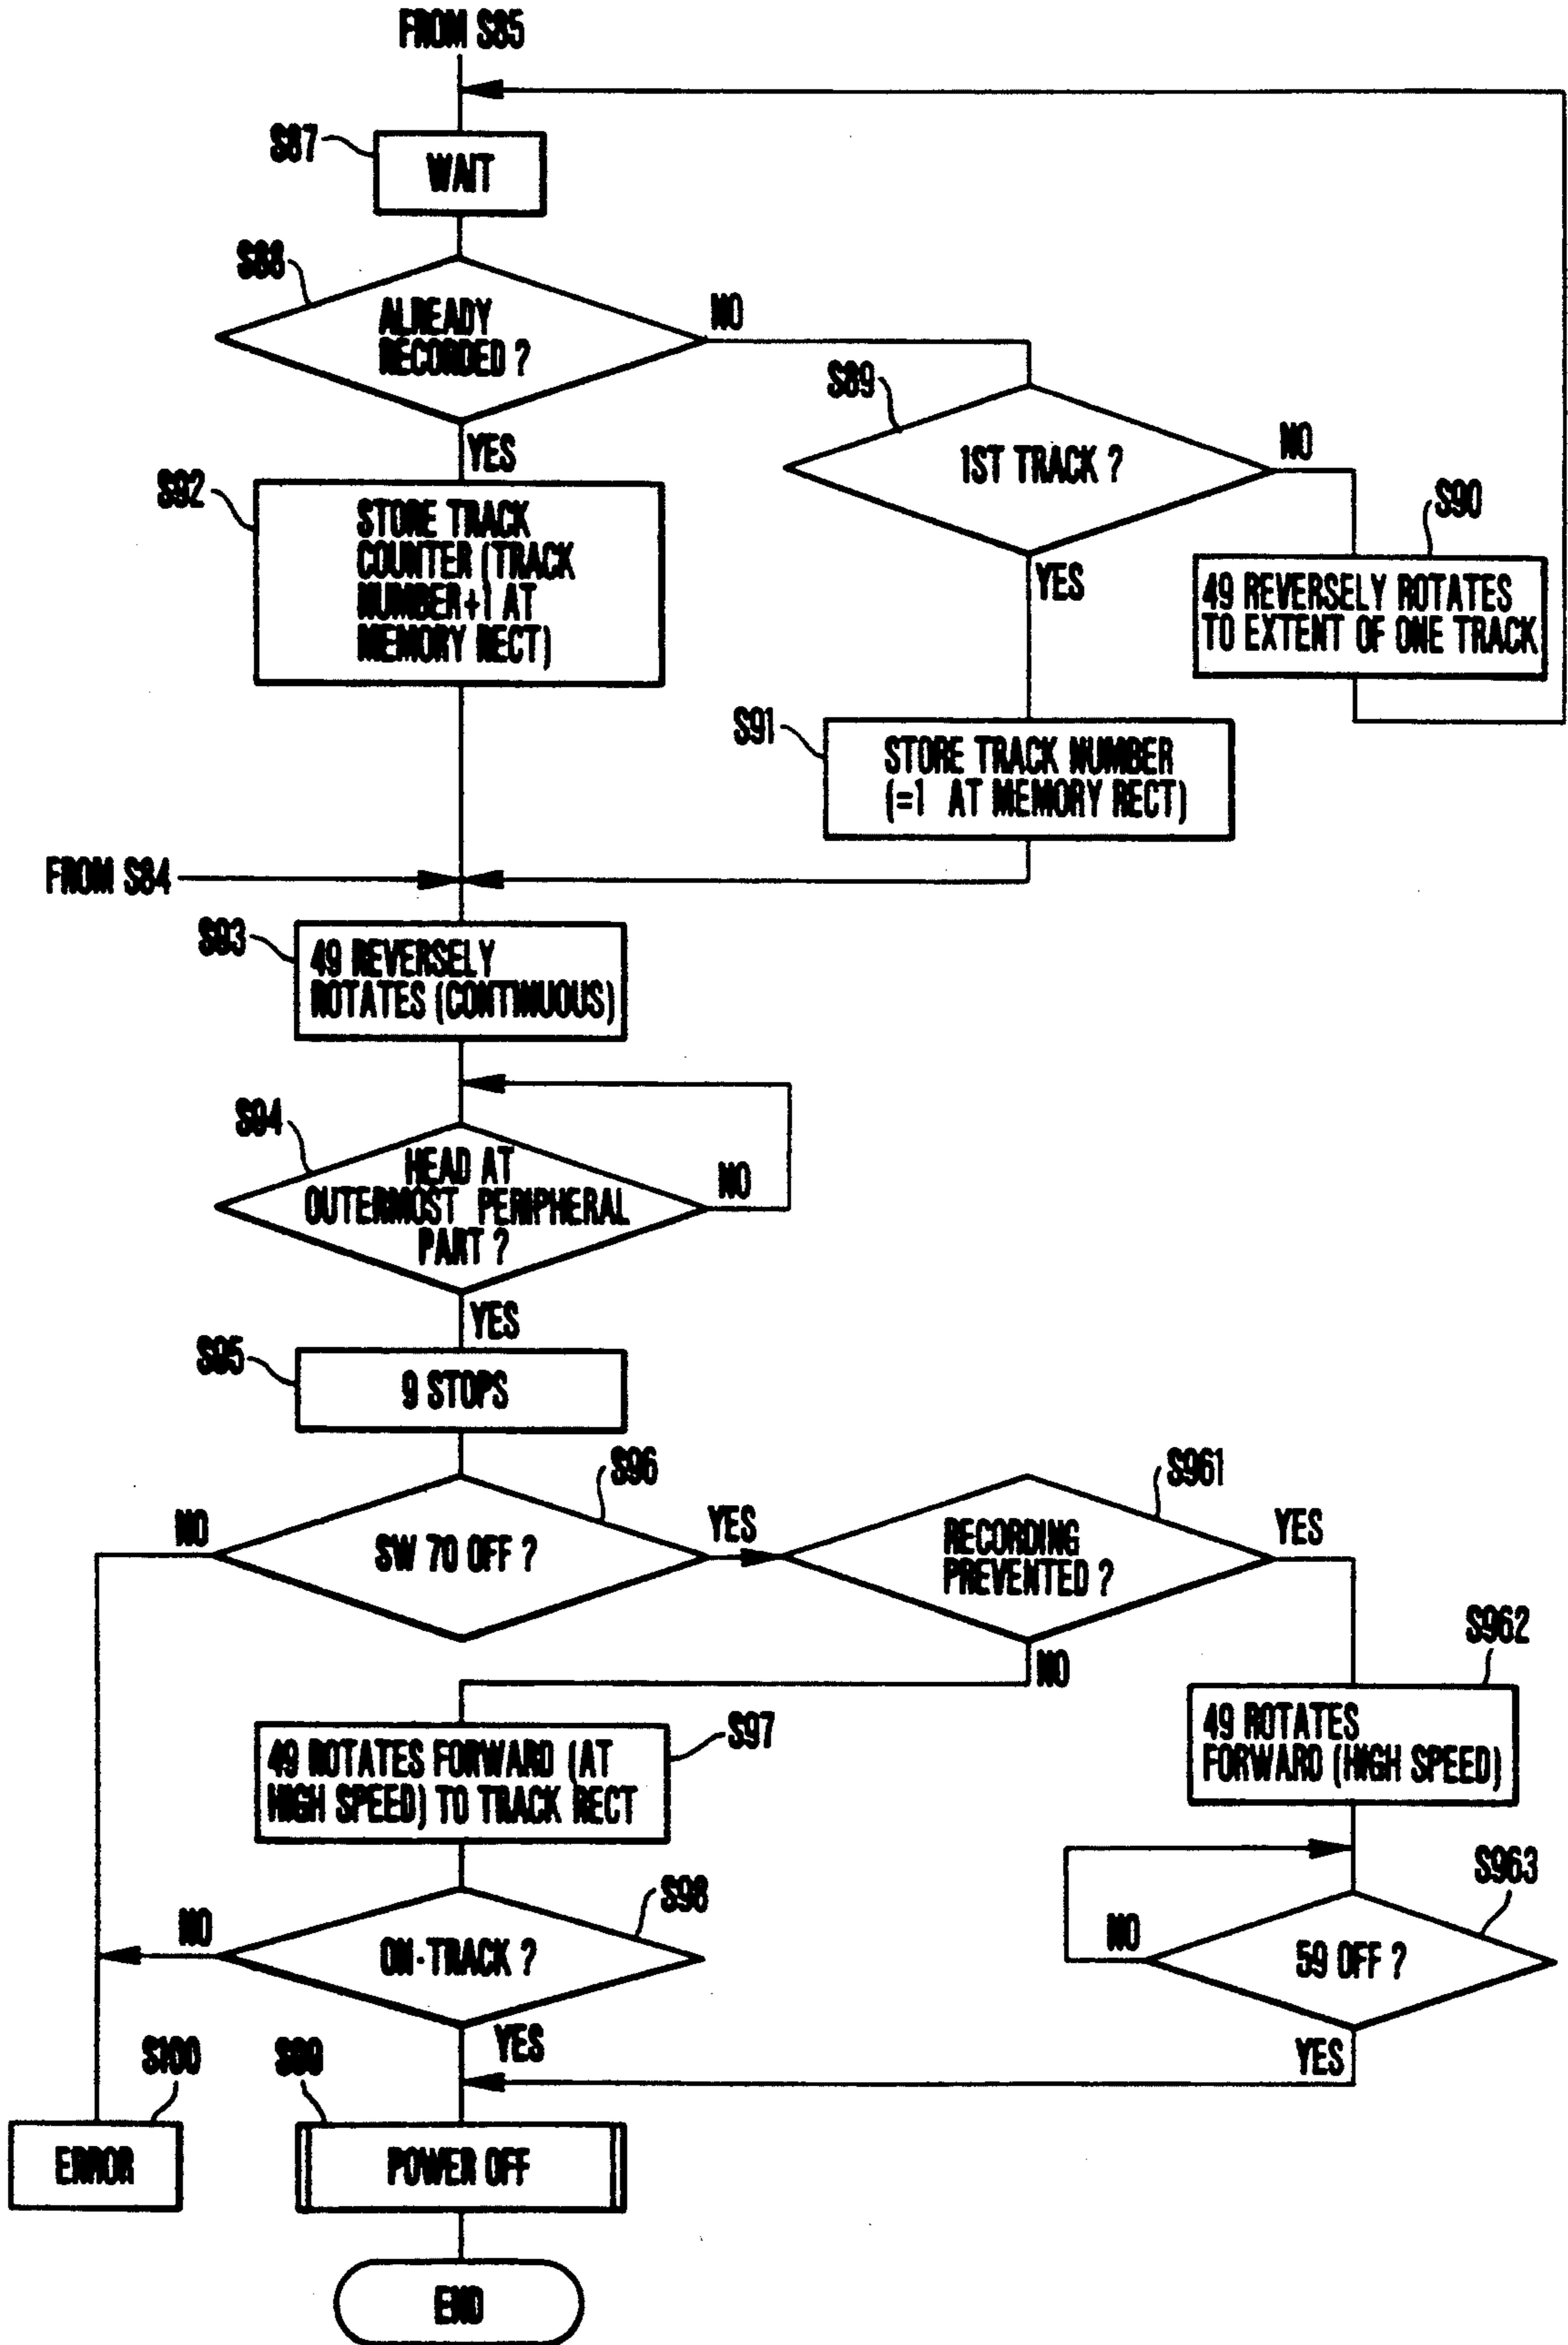 FROM S85
S87
WAIT
S88
ALREADY
RECORDED ?
NO
YES
S89
1ST TRACK ?
NO
YES
S90
49 REVERSELY ROTATES
TO EXTENT OF ONE TRACK
S92
STORE TRACK
COUNTER (TRACK
NUMBER+1 AT
MEMORY RECT)
S91
STORE TRACK NUMBER
(=1 AT MEMORY RECT)
FROM S84
S93
49 REVERSELY
ROTATES (CONTINUOUS)
S94
HEAD AT
OUTERMOST PERIPHERAL
PART ?
NO
YES
S95
9 STOPS
S96
SW 70 OFF ?
NO
YES
S961
RECORDING
PREVENTED ?
YES
NO
S962
49 ROTATES
FORWARD (HIGH SPEED)
S97
49 ROTATES FORWARD (AT
HIGH SPEED) TO TRACK RECT
S963
59 OFF ?
NO
YES
S98
ON-TRACK ?
NO
YES
S100
ERROR
S99
POWER OFF
END